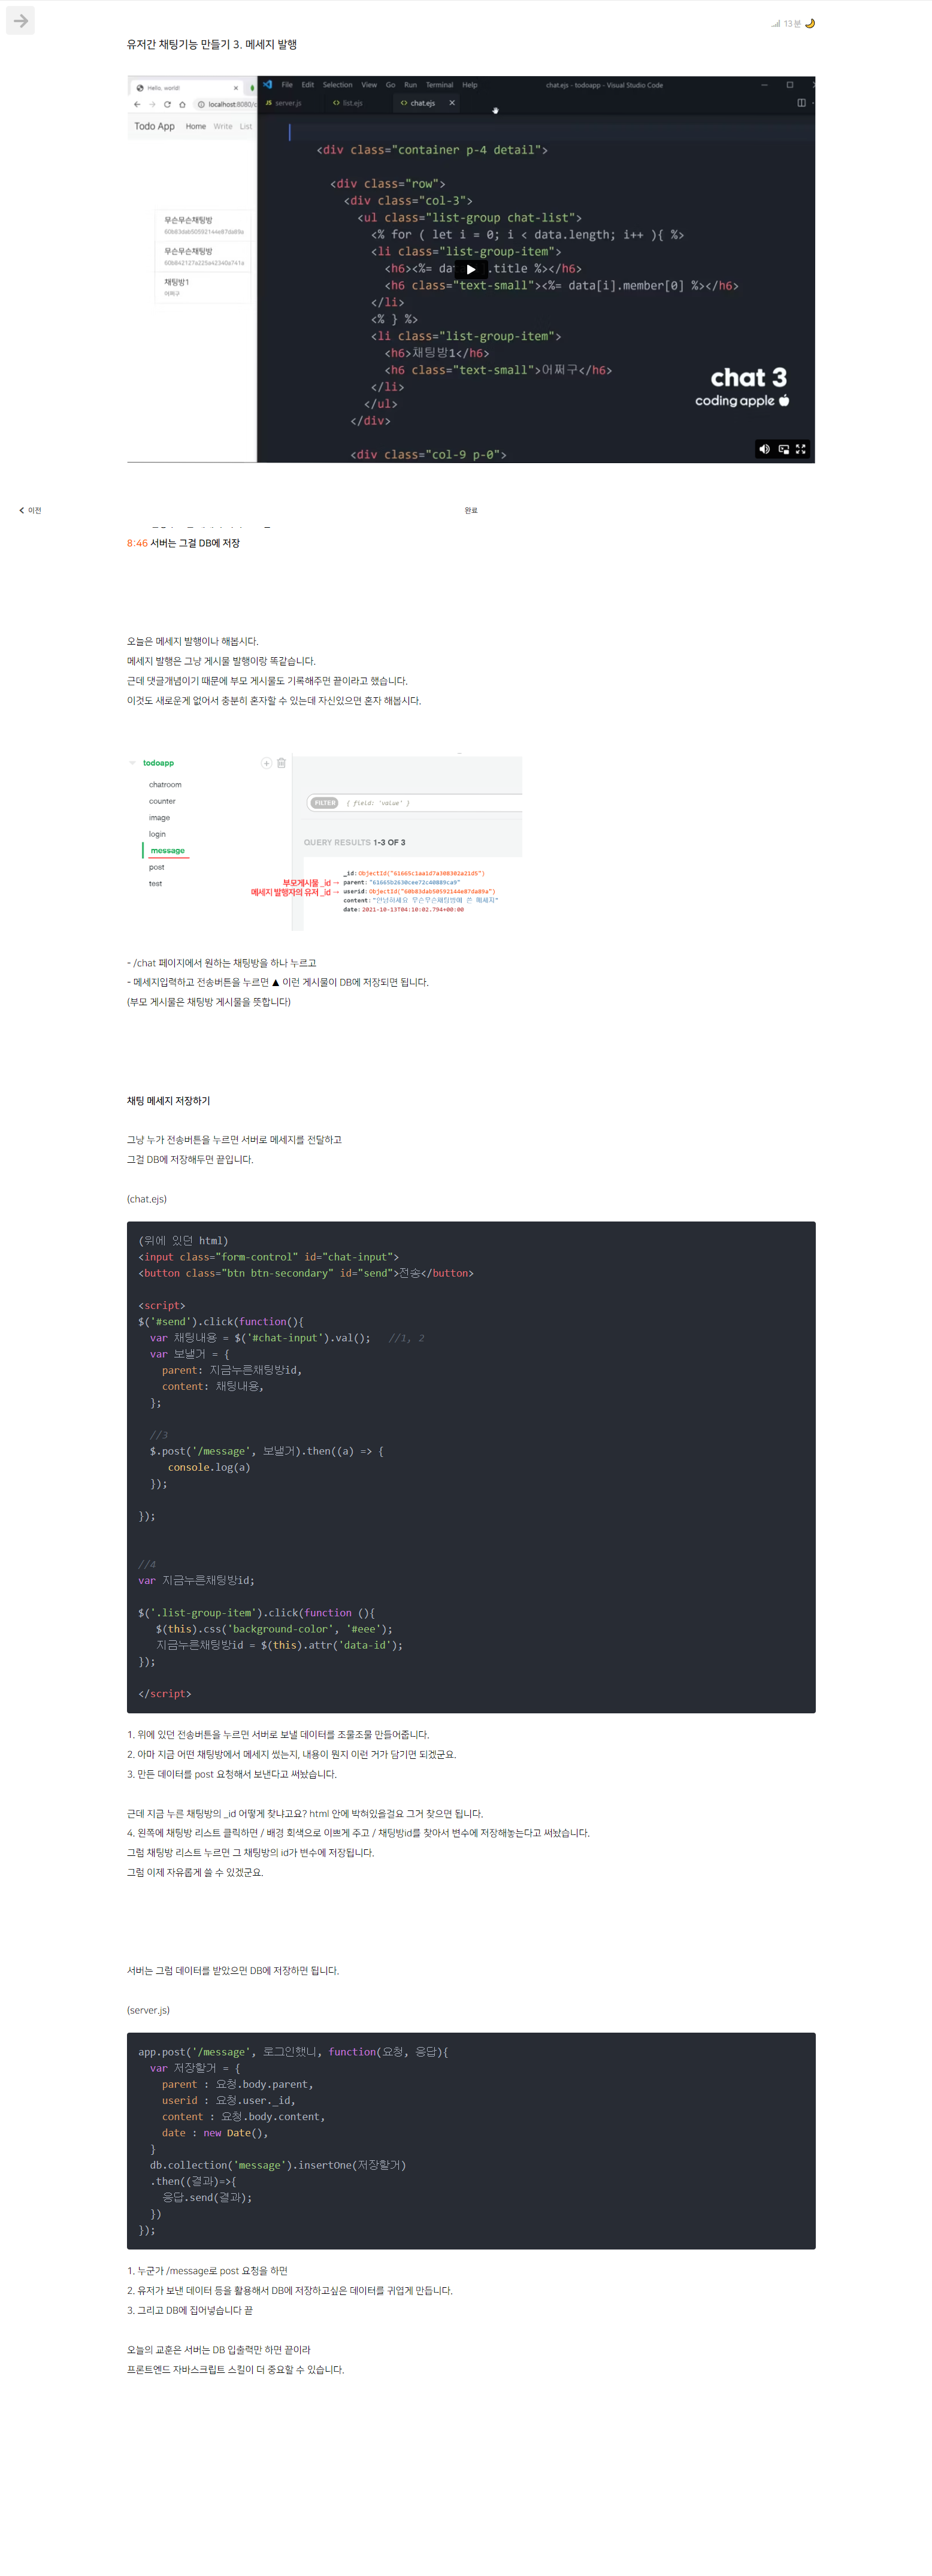 13분
유저간 채팅기능 만들기 3. 메세지 발행
Hello, world
localhost:8080/c
Todo App Home Write List
무슨무슨채팅방
60b83dab50592144e87da89a
무슨무슨채팅방
60b842127a225a42340a741a
채팅방1
어쩌구
File Edit Selection View Go Run Terminal Help
chat.ejs - todoapp - Visual Studio Code
server.js
list.ejs
chat.ejs
<div class="container p-4 detail">
<div class="row">
<div class="col-3">
<ul class="list-group chat-list">
<% for ( let i = 0; i < data.length; i++ ){ %>
<li class="list-group-item">
<h6><%= da .title %></h6>
<h6 class="text-small"><%= data[i].member[0] %></h6>
</li>
<% } %>
<li class="list-group-item">
<h6>채팅방1</h6>
<h6 class="text-small">어쩌구</h6>
</li>
</ul>
</div>
<div class="col-9 p-0">
chat 3
coding apple
이전
완료
8:46 서버는 그걸 DB에 저장
오늘은 메세지 발행이나 해봅시다.
메세지 발행은 그냥 게시물 발행이랑 똑같습니다.
근데 댓글개념이기 때문에 부모 게시물도 기록해주면 끝이라고 했습니다.
이것도 새로운게 없어서 충분히 혼자할 수 있는데 자신있으면 혼자 해봅시다.
todoapp
chatroom
counter
image
login
message
post
test
FILTER { field: 'value' }
QUERY RESULTS 1-3 OF 3
_id: ObjectId("61665c1aa1d7a308302a21d5")
부모게시물 _id → parent: "61665b2630cee72c40889ca9"
메세지 발행자의 유저 _id → userid: ObjectId("60b83dab50592144e87da89a")
content: "안녕하세요 무슨무슨채팅방에 쓴 메세지"
date: 2021-10-13T04:10:02.794+00:00
- /chat 페이지에서 원하는 채팅방을 하나 누르고
- 메세지입력하고 전송버튼을 누르면 ▲ 이런 게시물이 DB에 저장되면 됩니다.
(부모 게시물은 채팅방 게시물을 뜻합니다)
채팅 메세지 저장하기
그냥 누가 전송버튼을 누르면 서버로 메세지를 전달하고
그걸 DB에 저장해두면 끝입니다.
(chat.ejs)
(위에 있던 html)
<input class="form-control" id="chat-input">
<button class="btn btn-secondary" id="send">전송</button>
<script>
$('#send').click(function(){
var 채팅내용 = $('#chat-input').val(); //1, 2
var 보낼거 = {
parent: 지금누른채팅방id,
content: 채팅내용,
};
//3
$.post('/message', 보낼거).then((a) => {
console.log(a)
});
});
//4
var 지금누른채팅방id;
$('.list-group-item').click(function (){
$(this).css('background-color', '#eee');
지금누른채팅방id = $(this).attr('data-id');
});
</script>
1. 위에 있던 전송버튼을 누르면 서버로 보낼 데이터를 조물조물 만들어줍니다.
2. 아마 지금 어떤 채팅방에서 메세지 썼는지, 내용이 뭔지 이런 거가 담기면 되겠군요.
3. 만든 데이터를 post 요청해서 보낸다고 써놨습니다.
근데 지금 누른 채팅방의 _id 어떻게 찾냐고요? html 안에 박혀있을걸요 그거 찾으면 됩니다.
4. 왼쪽에 채팅방 리스트 클릭하면 / 배경 회색으로 이쁘게 주고 / 채팅방id를 찾아서 변수에 저장해놓는다고 써놨습니다.
그럼 채팅방 리스트 누르면 그 채팅방의 id가 변수에 저장됩니다.
그럼 이제 자유롭게 쓸 수 있겠군요.
서버는 그럼 데이터를 받았으면 DB에 저장하면 됩니다.
(server.js)
app.post('/message', 로그인했니, function(요청, 응답){
var 저장할거 = {
parent : 요청.body.parent,
userid : 요청.user._id,
content : 요청.body.content,
date : new Date(),
}
db.collection('message').insertOne(저장할거)
.then((결과)=>{
응답.send(결과);
})
});
1. 누군가 /message로 post 요청을 하면
2. 유저가 보낸 데이터 등을 활용해서 DB에 저장하고싶은 데이터를 귀엽게 만듭니다.
3. 그리고 DB에 집어넣습니다 끝
오늘의 교훈은 서버는 DB 입출력만 하면 끝이라
프론트엔드 자바스크립트 스킬이 더 중요할 수 있습니다.